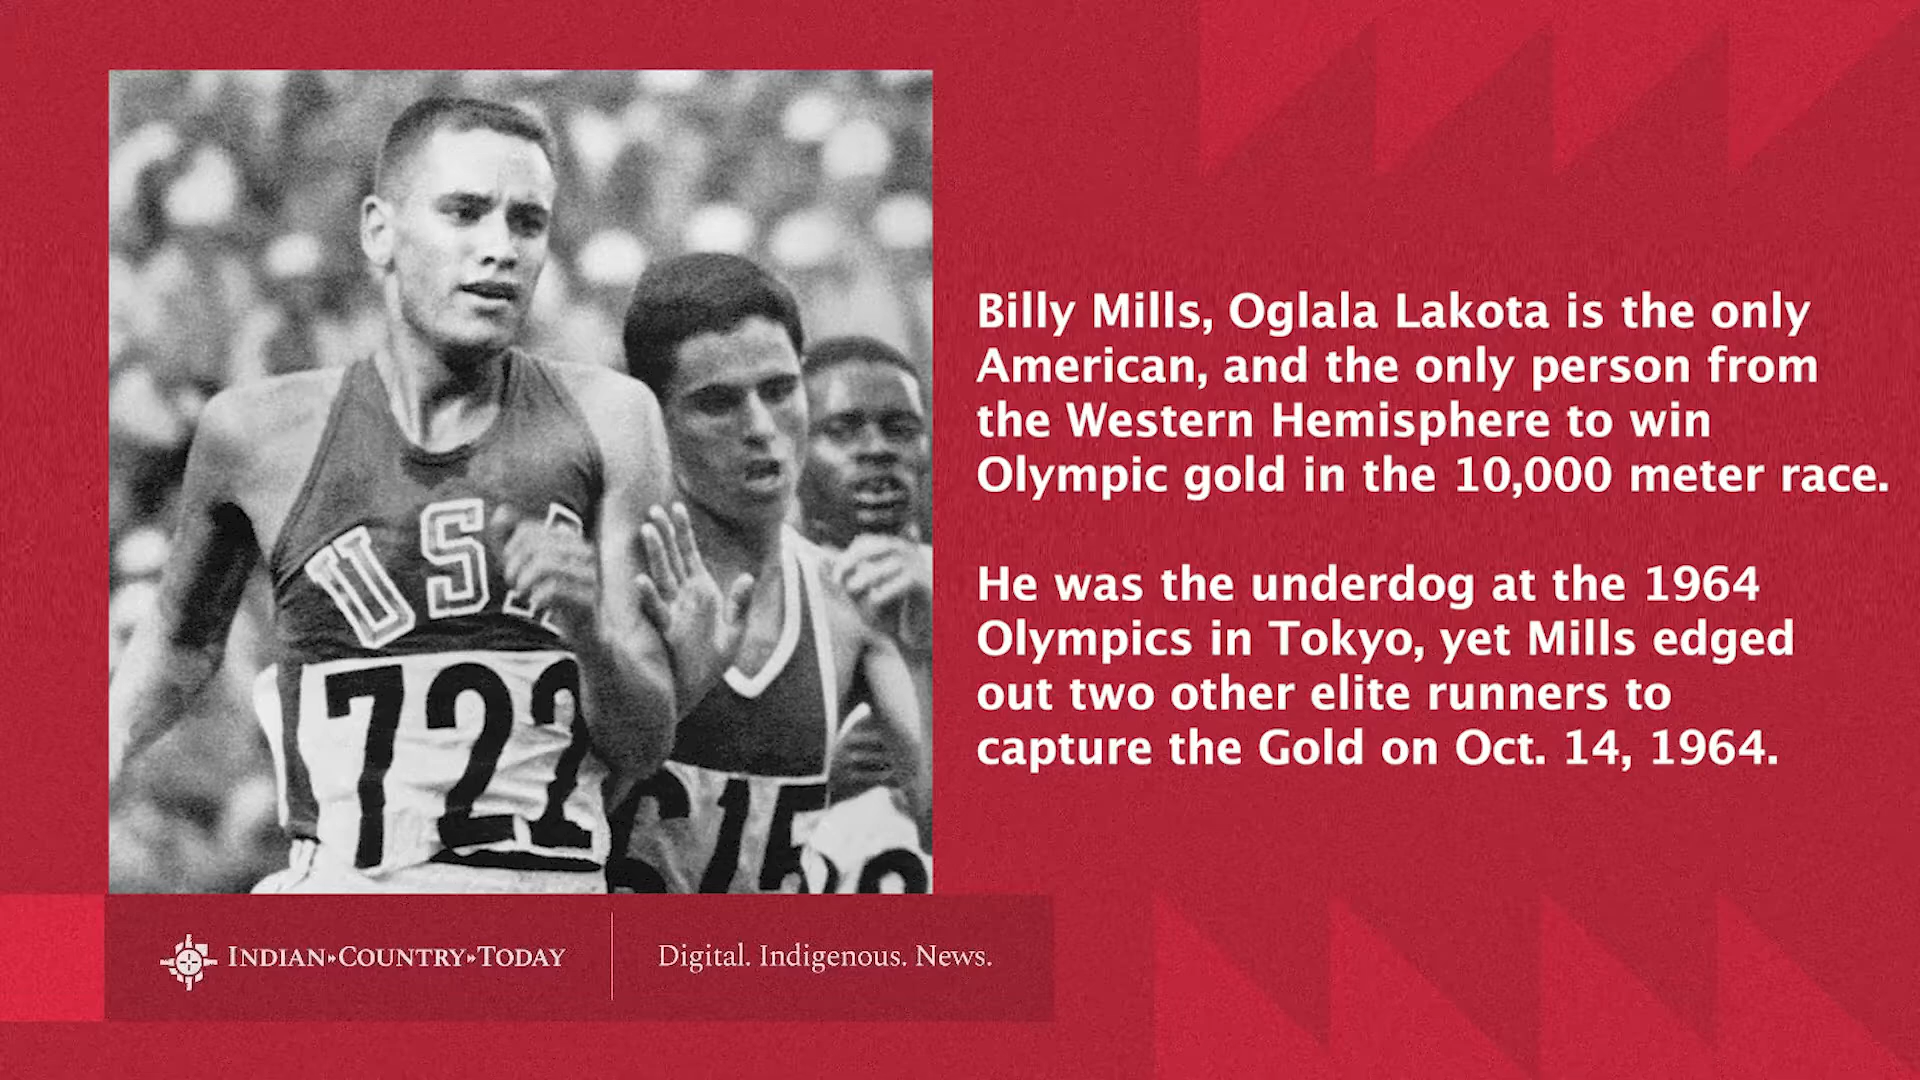 Billy Mills, Oglala Lakota is the only
American, and the only person from
the Western Hemisphere to win
Olympic gold in the 10,000 meter race.
He was the underdog at the 1964
Olympics in Tokyo, yet Mills edged
out two other elite runners to
capture the Gold on Oct. 14, 1964.
USA
722
615
INDIAN COUNTRY TODAY
Digital. Indigenous. News.